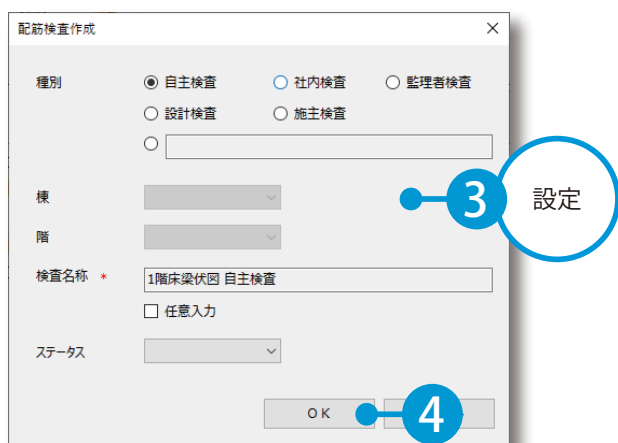 配筋検査作成
種別 自主検査 社内検査 監理者検査
設計検査 施主検査
棟
3 設定
階
検査名称 * 1階床梁伏図 自主検査
任意入力
ステータス
OK 4